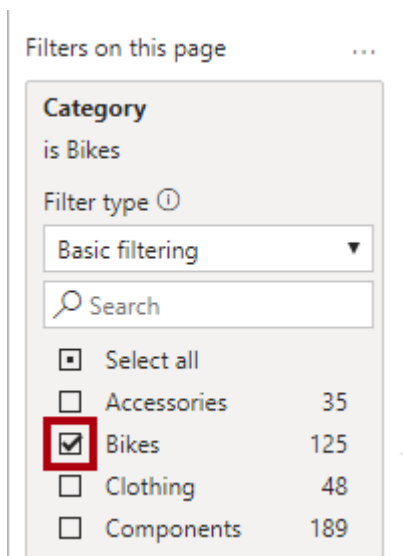 Filters on this page ...
Category
is Bikes
Filter type ⓘ
Basic filtering
Search
Select all
Accessories 35
Bikes 125
Clothing 48
Components 189